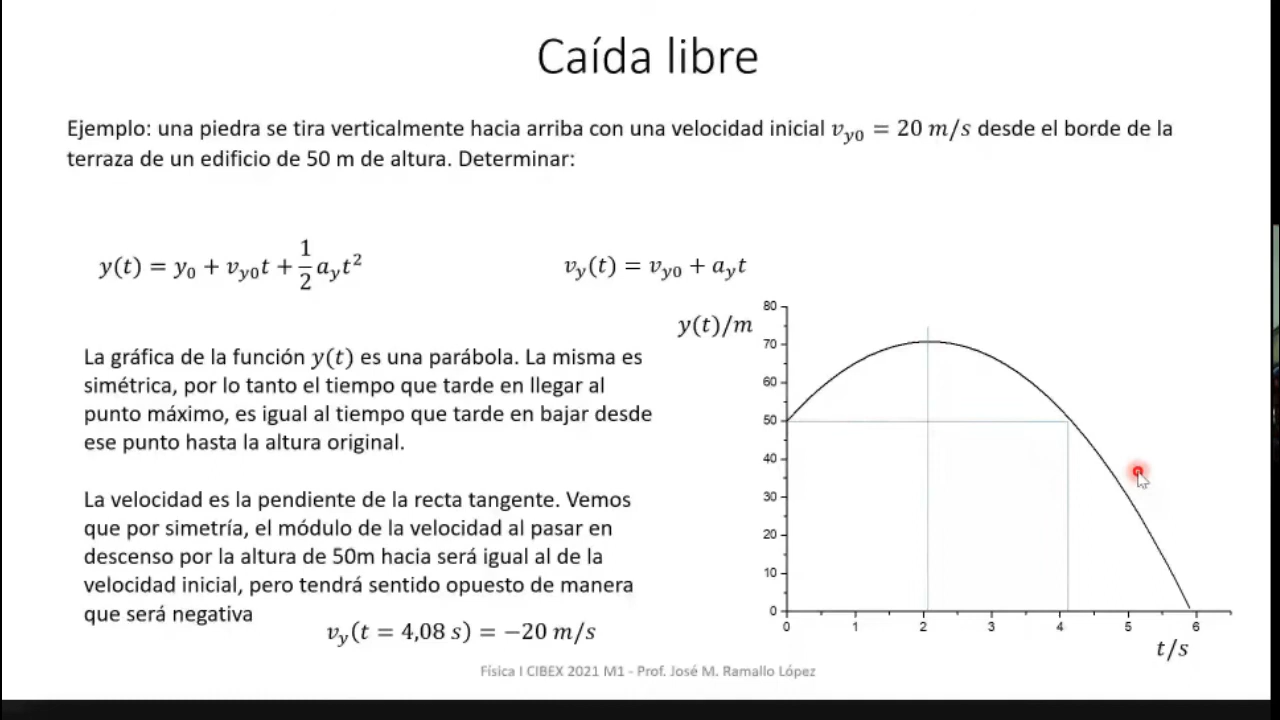 Caída libre
Ejemplo: una piedra se tira verticalmente hacia arriba con una velocidad inicial v_{y0} = 20 m/s desde el borde de la
terraza de un edificio de 50 m de altura. Determinar:
y(t) = y_0 + v_{y0}t + \frac{1}{2}a_y t^2
v_y(t) = v_{y0} + a_y t
La gráfica de la función y(t) es una parábola. La misma es
simétrica, por lo tanto el tiempo que tarde en llegar al
punto máximo, es igual al tiempo que tarde en bajar desde
ese punto hasta la altura original.
La velocidad es la pendiente de la recta tangente. Vemos
que por simetría, el módulo de la velocidad al pasar en
descenso por la altura de 50m hacia será igual al de la
velocidad inicial, pero tendrá sentido opuesto de manera
que será negativa
v_y(t = 4,08 s) = −20 m/s
y(t)/m
80
70
60
50
40
30
20
10
0
0 1 2 3 4 5 6
t/s
Física I CIBEX 2021 M1 - Prof. José M. Ramallo López